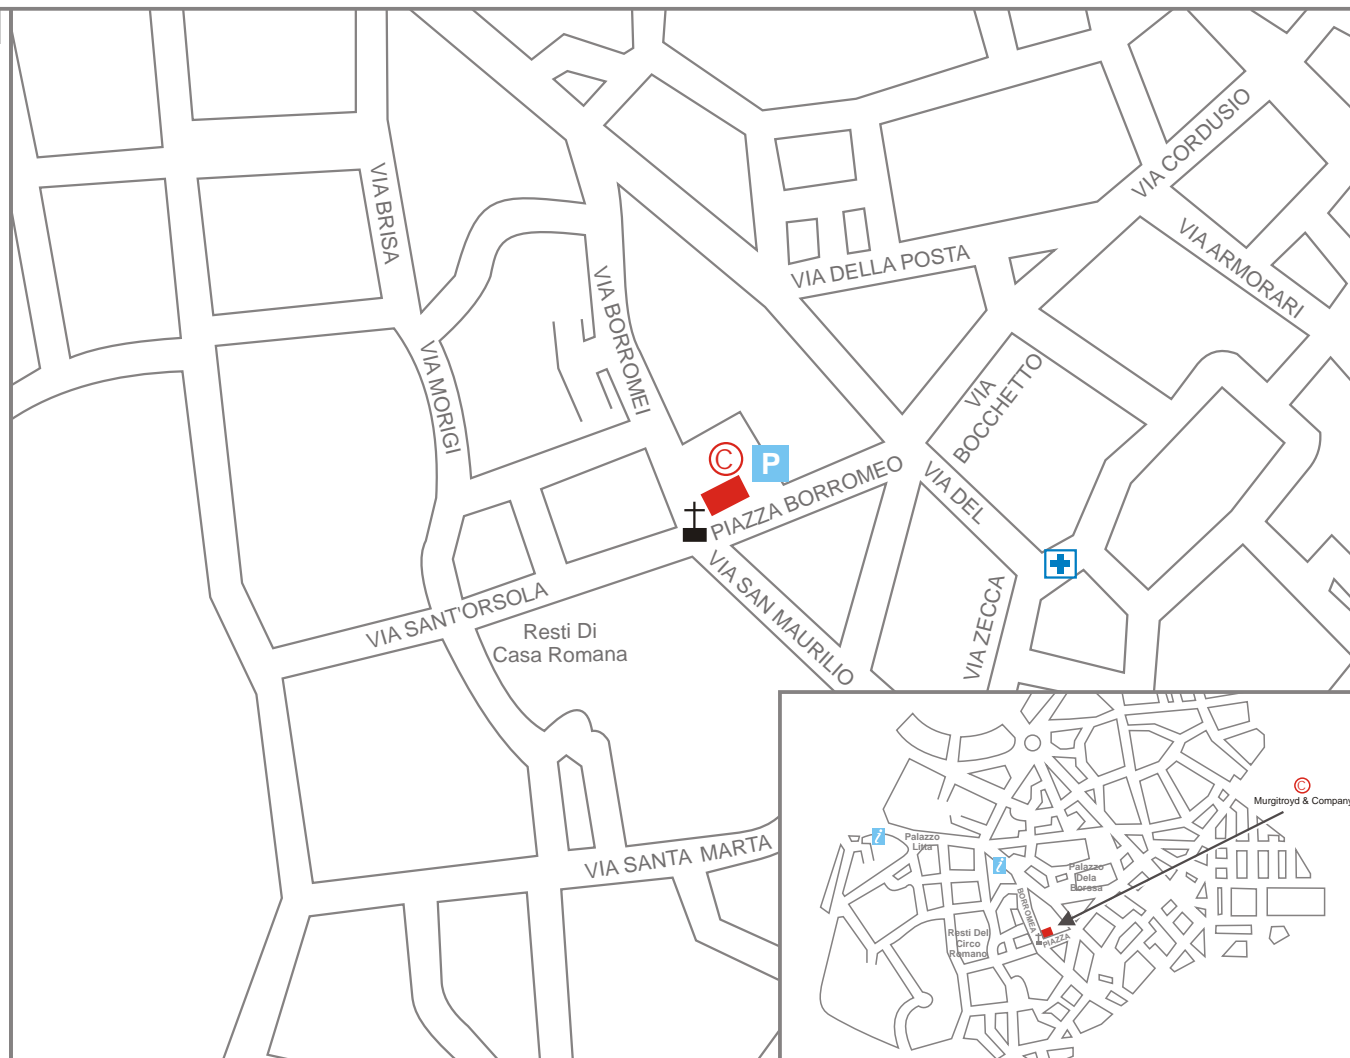 VIA CORDUSIO
VIA BRISA
VIA ARMORARI
VIA DELLA POSTA
VIA BORROMEI
VIA MORIGI
VIA
BOCCHETTO
C
P
PIAZZA BORROMEO
VIA DEL
VIA SAN MAURILIO
VIA ZECCA
VIA SANT'ORSOLA
Resti Di
Casa Romana
VIA SANTA MARTA
C
Murgitroyd & Company
i
Palazzo
Litta
i
Palazzo
Dela
Borssa
BORROMEA
PIAZZA
Resti Del
Circo
Romano